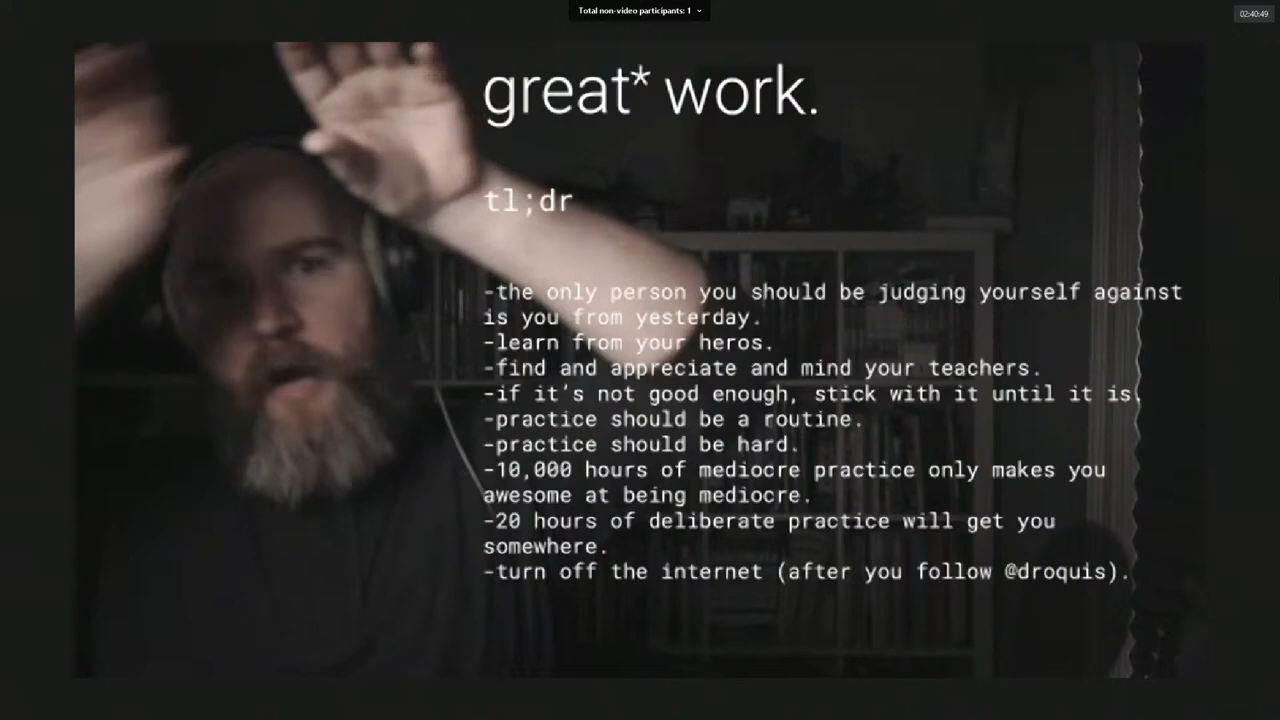 Total non-video participants: 1
02:40:49
great* work.
tl;dr
-the only person you should be judging yourself against
is you from yesterday.
-learn from your heros.
-find and appreciate and mind your teachers.
-if it's not good enough, stick with it until it is.
-practice should be a routine.
-practice should be hard.
-10,000 hours of mediocre practice only makes you
awesome at being mediocre.
-20 hours of deliberate practice will get you
somewhere.
-turn off the internet (after you follow @droquis).